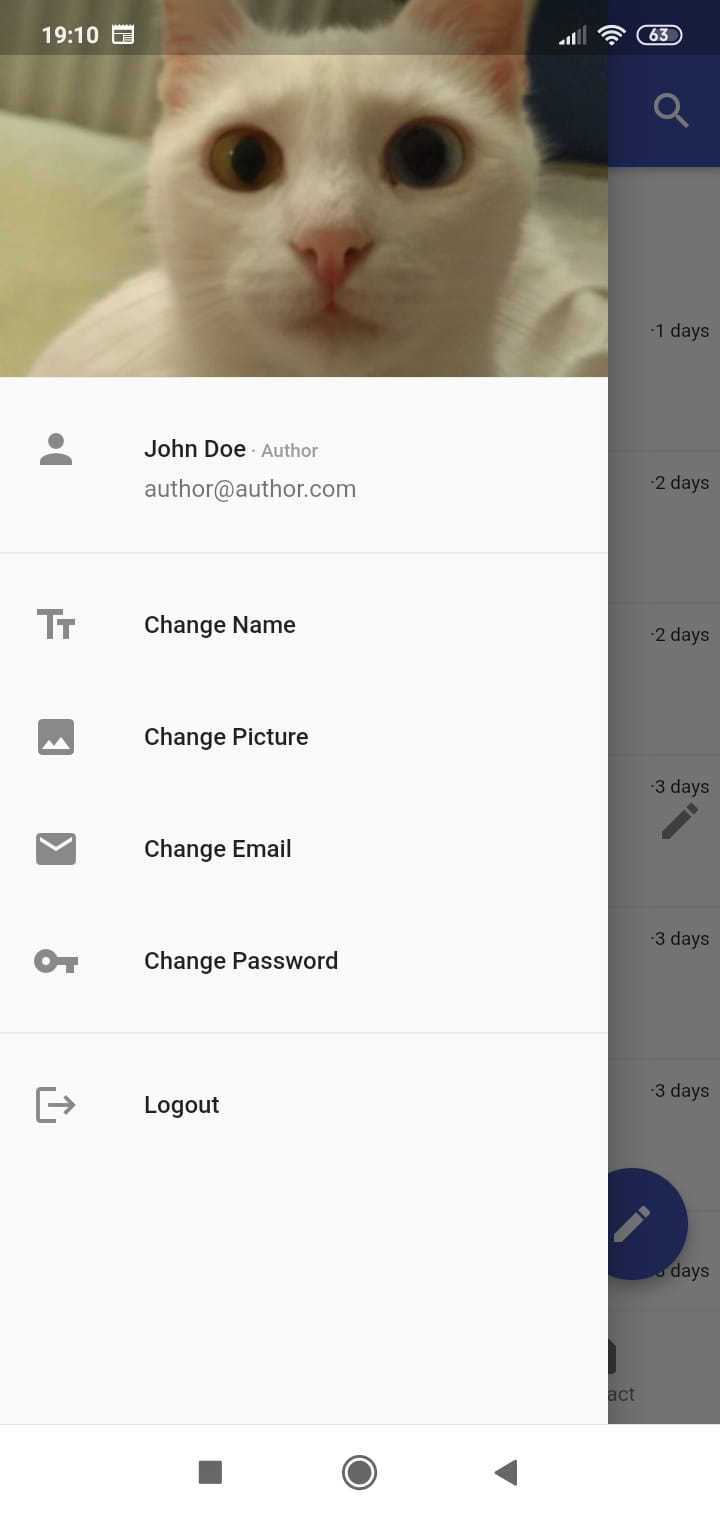 19:10
63
·1 days
John Doe · Author
author@author.com
·2 days
Change Name
·2 days
Change Picture
·3 days
Change Email
·3 days
Change Password
·3 days
Logout
days
act